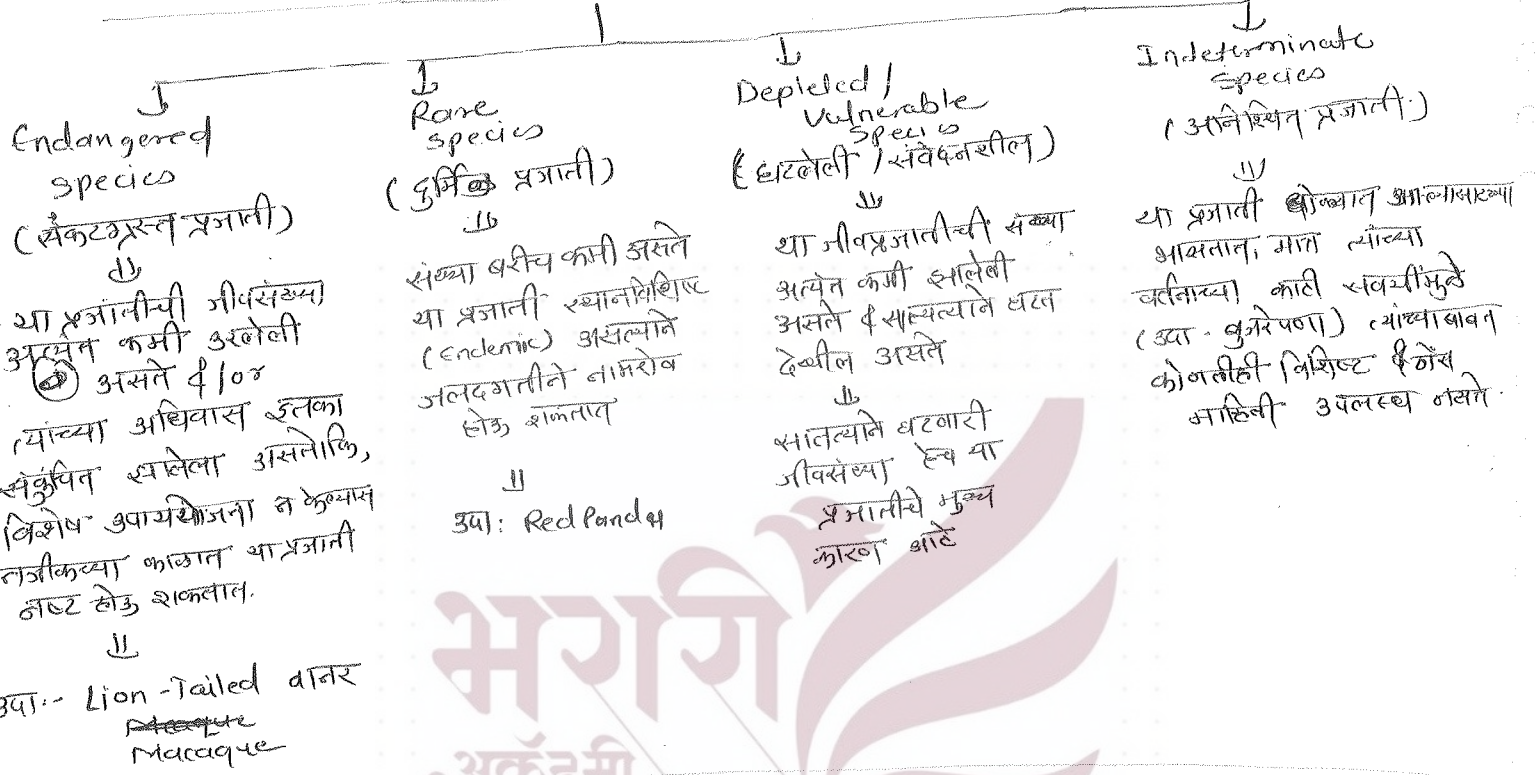 Endangered
species
(संकटग्रस्त प्रजाती)
या प्रजातीची जीवसंख्या
अत्यंत कमी उरलेली
असते & / or
त्यांच्या अधिवास इतका
संकुचित झालेला असतो कि,
विशेष उपाययोजना न केल्यास
नजीकच्या काळात या प्रजाती
नष्ट होऊ शकतात.
उदा:- Lion-Tailed वानर
Macaque
Rare
species
(दुर्मिळ प्रजाती)
संख्या बरीच कमी असते
या प्रजाती स्थानविशिष्ट
(Endemic) असल्याने
जलदगतीने नामशेष
होऊ शकतात
उदा: Red Panda
Depleted /
Vulnerable
Species
(घटलेली / संवेदनशील)
या जीवप्रजातीची संख्या
अत्यंत कमी झालेली
असते & सातत्याने घटत
देखील असते
सातत्याने घटणारी
जीवसंख्या हेच या
प्रजातीचे मुख्य
कारण आहे
Indeterminate
species
(अनिश्चित प्रजाती)
या प्रजाती धोक्यात आल्यासारख्या
भासतात, मात्र त्यांच्या
वर्तनाच्या काही सवयींमुळे
(उदा - बुजरेपणा) त्यांच्याबाबत
कोणतीही विशिष्ट & ठोस
माहिती उपलब्ध नसते.
अकॅडमी